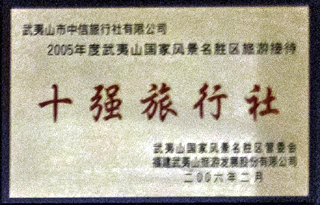 武夷山市中信旅行社有限公司
2005年度武夷山国家风景名胜区旅游接待
十强旅行社
武夷山国家风景名胜区管委会
福建武夷山旅游发展股份有限公司
二00六年二月